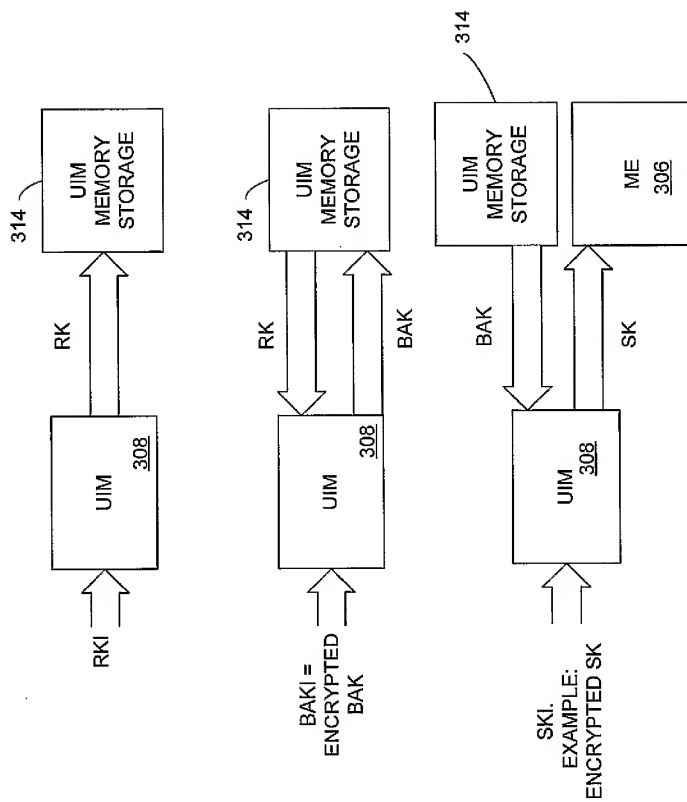 314
RKI
UIM
308
RK
UIM
MEMORY
STORAGE
314
BAKI =
ENCRYPTED
BAK
UIM
308
RK
BAK
UIM
MEMORY
STORAGE
314
SKI.
EXAMPLE:
ENCRYPTED SK
UIM
308
BAK
SK
UIM
MEMORY
STORAGE
ME
306